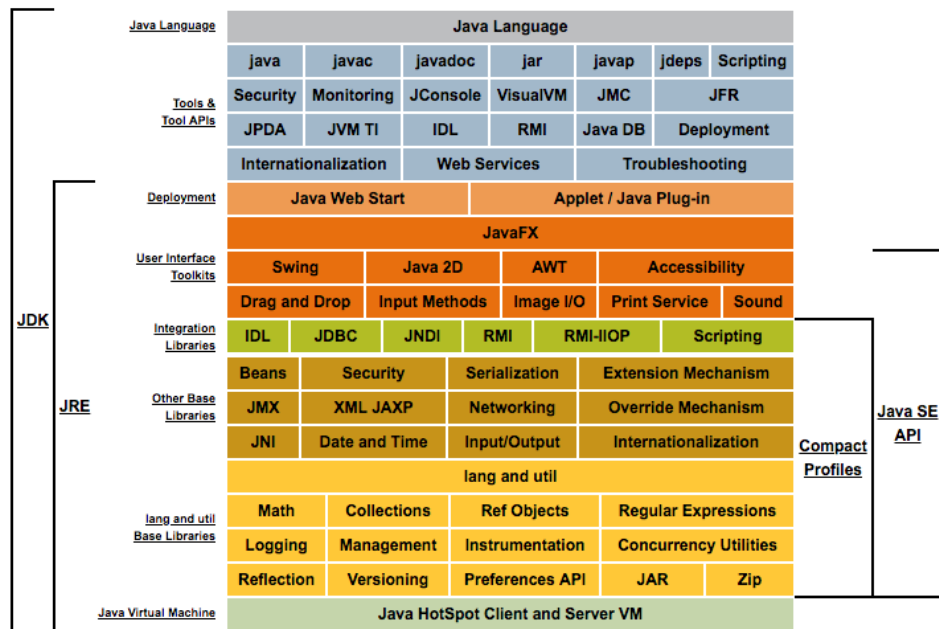 Java Language
Java Language
java javac javadoc jar javap jdeps Scripting
Tools &
Tool APIs
Security Monitoring JConsole VisualVM JMC JFR
JPDA JVM TI IDL RMI Java DB Deployment
Internationalization Web Services Troubleshooting
Deployment
Java Web Start Applet / Java Plug-in
JavaFX
User Interface
Toolkits
Swing Java 2D AWT Accessibility
Drag and Drop Input Methods Image I/O Print Service Sound
Integration
Libraries
IDL JDBC JNDI RMI RMI-IIOP Scripting
JDK
JRE
Other Base
Libraries
Beans Security Serialization Extension Mechanism
JMX XML JAXP Networking Override Mechanism
JNI Date and Time Input/Output Internationalization
Java SE
API
Compact
Profiles
lang and util
lang and util
Base Libraries
Math Collections Ref Objects Regular Expressions
Logging Management Instrumentation Concurrency Utilities
Reflection Versioning Preferences API JAR Zip
Java Virtual Machine
Java HotSpot Client and Server VM